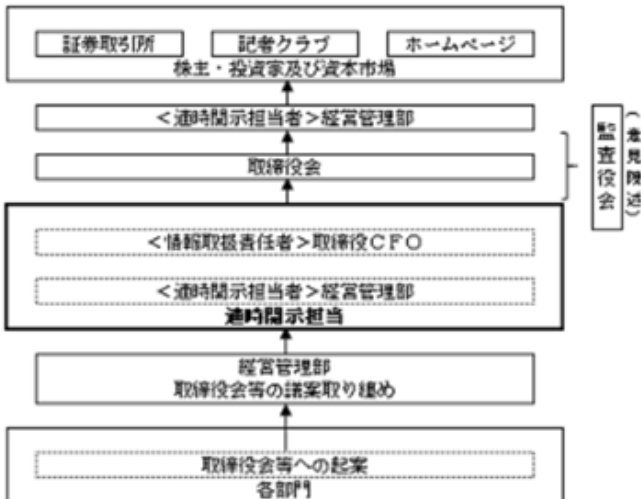 証券取引所 記者クラブ ホームページ
株主・投資家及び資本市場
＜適時開示担当者＞経営管理部
取締役会
監査役会
（意見陳述）
＜情報取扱責任者＞取締役ＣＦＯ
＜適時開示担当者＞経営管理部
適時開示担当
経営管理部
取締役会等の議案取り纏め
取締役会等への起案
各部門